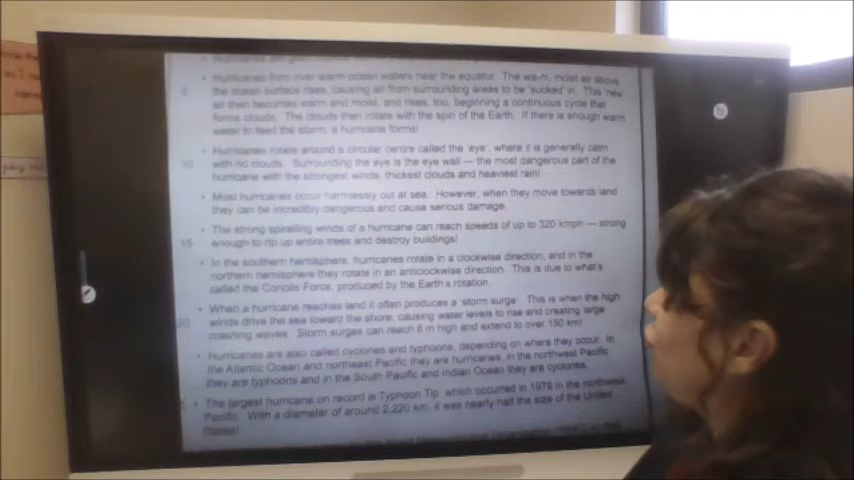 Hurricanes form over warm ocean waters near the equator. The warm, moist air above
5 the ocean surface rises, causing air from surrounding areas to be 'sucked' in. This 'new'
air then becomes warm and moist, and rises, too, beginning a continuous cycle that
forms clouds. The clouds then rotate with the spin of the Earth. If there is enough warm
water to feed the storm, a hurricane forms!
Hurricanes rotate around a circular centre called the 'eye', where it is generally calm
10 with no clouds. Surrounding the eye is the eye wall — the most dangerous part of the
hurricane with the strongest winds, thickest clouds and heaviest rain!
Most hurricanes occur harmlessly out at sea. However, when they move towards land
they can be incredibly dangerous and cause serious damage.
The strong spiralling winds of a hurricane can reach speeds of up to 320 kmph — strong
15 enough to rip up entire trees and destroy buildings!
In the southern hemisphere, hurricanes rotate in a clockwise direction, and in the
northern hemisphere they rotate in an anticlockwise direction. This is due to what's
called the Coriolis Force, produced by the Earth's rotation.
When a hurricane reaches land it often produces a 'storm surge'. This is when the high
20 winds drive the sea toward the shore, causing water levels to rise and creating large
crashing waves. Storm surges can reach 6 m high and extend to over 150 km!
Hurricanes are also called cyclones and typhoons, depending on where they occur. In
the Atlantic Ocean and northeast Pacific they are hurricanes, in the northwest Pacific
they are typhoons and in the South Pacific and Indian Ocean they are cyclones.
The largest hurricane on record is Typhoon Tip, which occurred in 1979 in the northwest
Pacific. With a diameter of around 2,220 km, it was nearly half the size of the United
States!